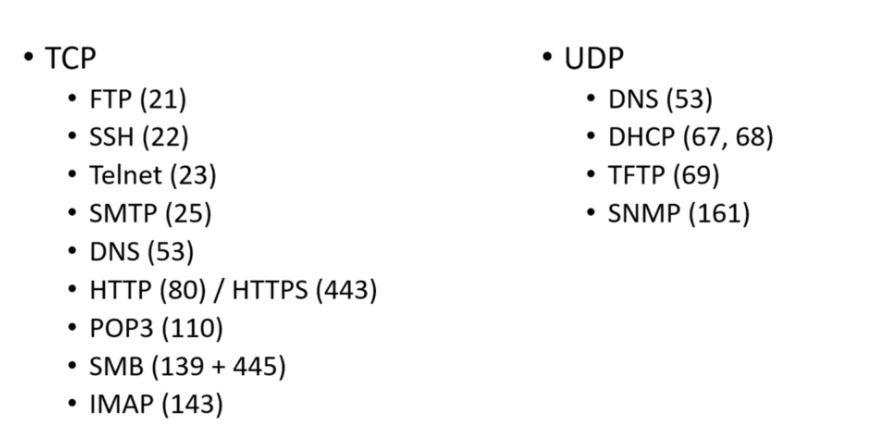 • TCP
• FTP (21)
• SSH (22)
• Telnet (23)
• SMTP (25)
• DNS (53)
• HTTP (80) / HTTPS (443)
• POP3 (110)
• SMB (139 + 445)
• IMAP (143)
• UDP
• DNS (53)
• DHCP (67, 68)
• TFTP (69)
• SNMP (161)